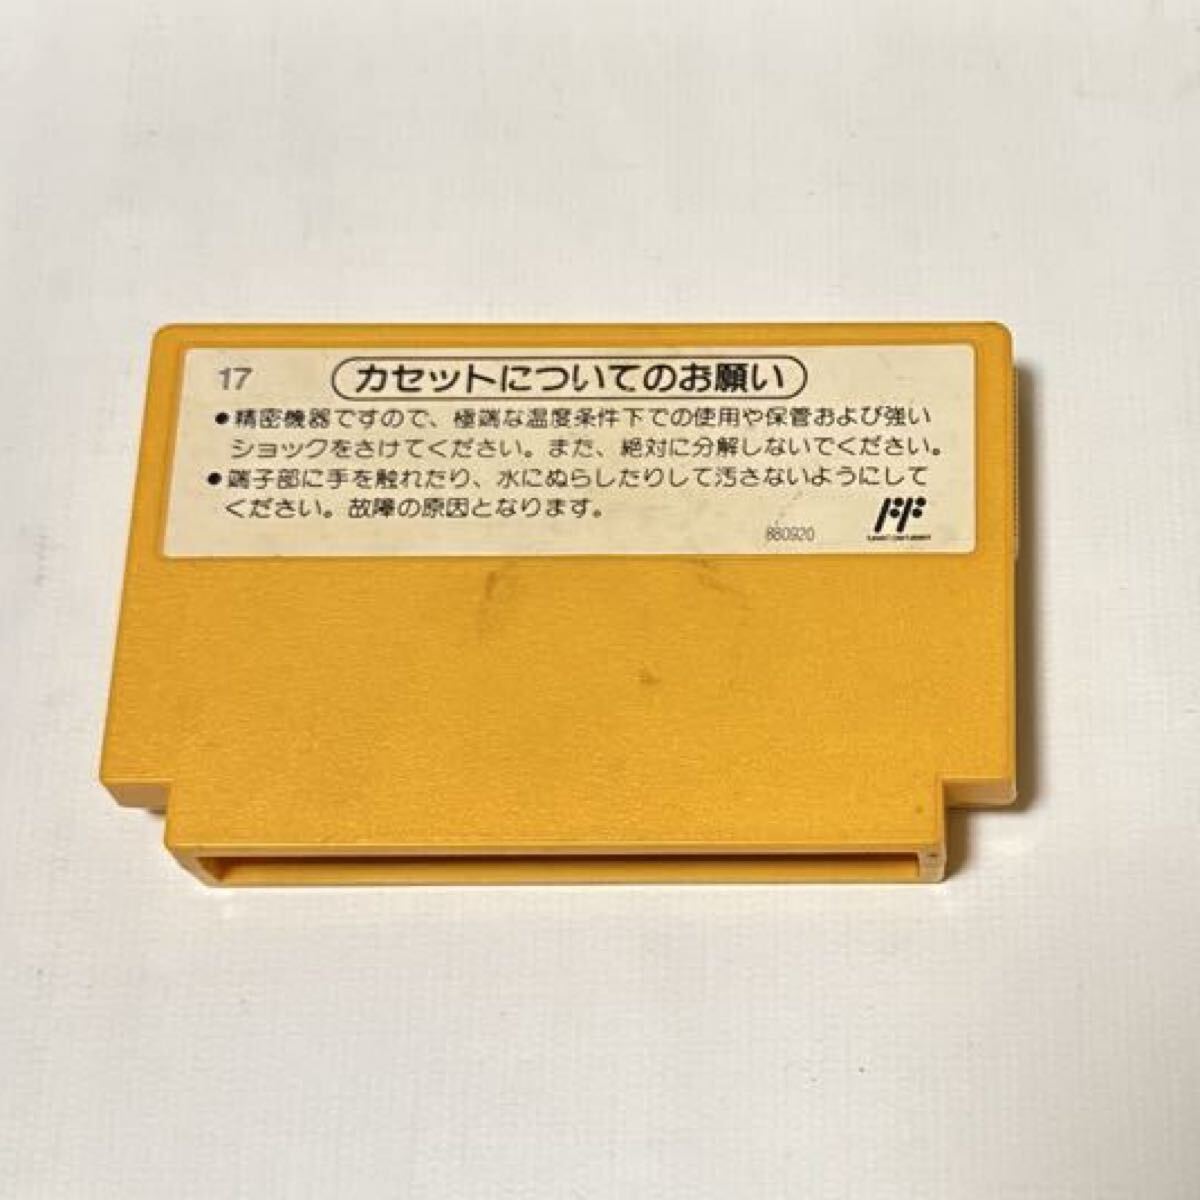 17
カセットについてのお願い
●精密機器ですので、極端な温度条件下での使用や保管および強い
ショックをさけてください。また、絶対に分解しないでください。
●端子部に手を触れたり、水にぬらしたりして汚さないようにして
ください。故障の原因となります。
880920